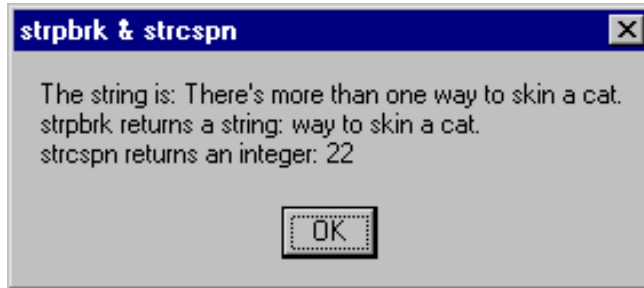 strpbrk & strcspn
The string is: There's more than one way to skin a cat.
strpbrk returns a string: way to skin a cat.
strcspn returns an integer: 22
OK